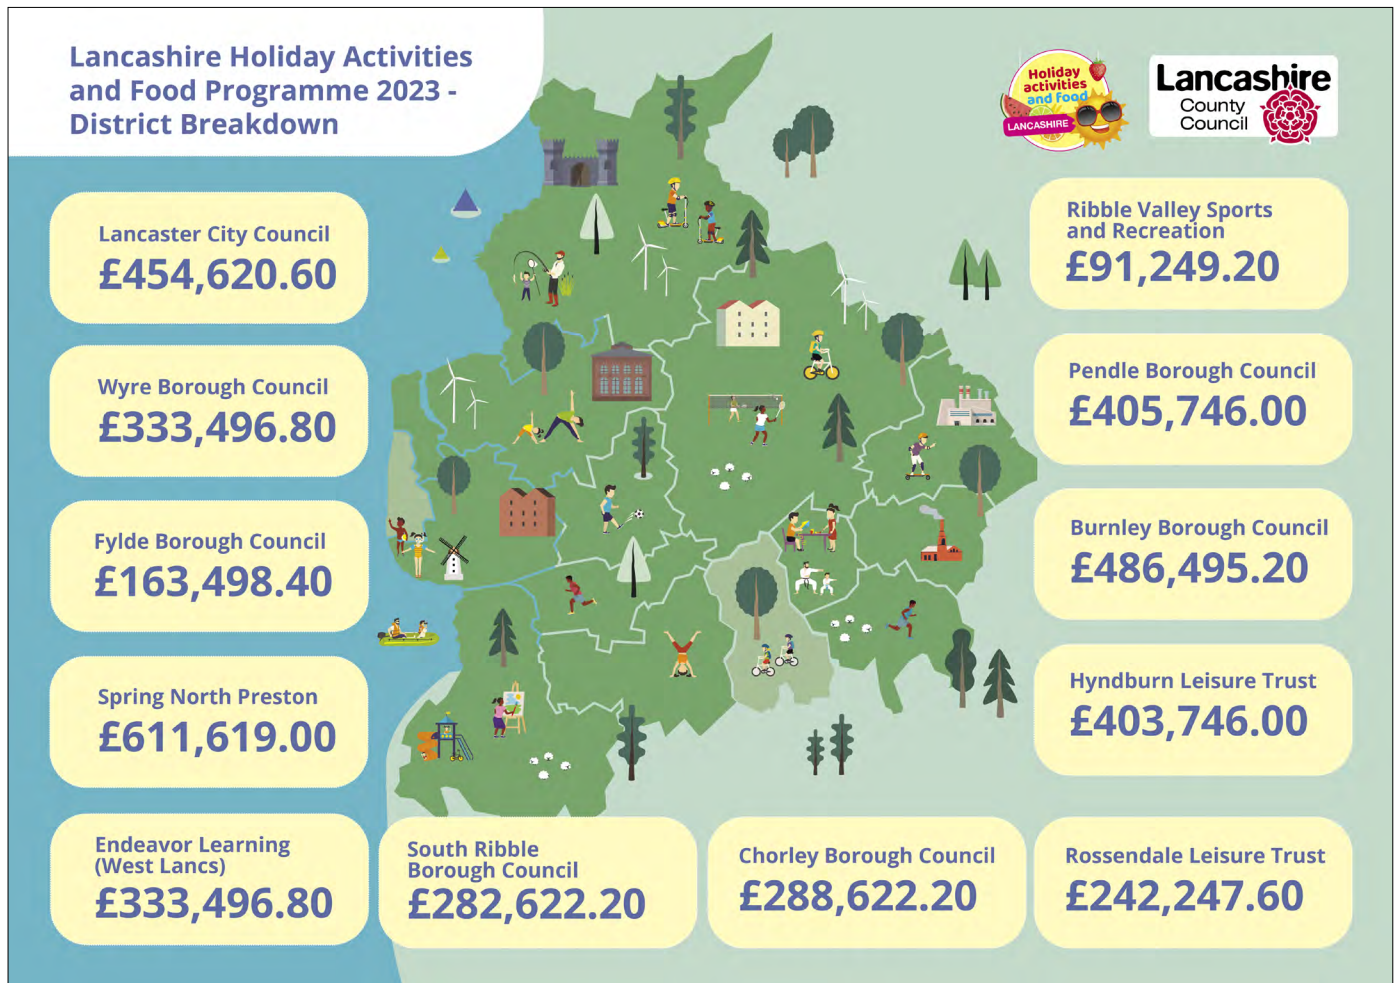 Lancashire Holiday Activities
and Food Programme 2023 -
District Breakdown
Holiday
activities
and food
LANCASHIRE
Lancashire
County
Council
Lancaster City Council
£454,620.60
Wyre Borough Council
£333,496.80
Fylde Borough Council
£163,498.40
Spring North Preston
£611,619.00
Endeavor Learning
(West Lancs)
£333,496.80
South Ribble
Borough Council
£282,622.20
Chorley Borough Council
£288,622.20
Ribble Valley Sports
and Recreation
£91,249.20
Pendle Borough Council
£405,746.00
Burnley Borough Council
£486,495.20
Hyndburn Leisure Trust
£403,746.00
Rossendale Leisure Trust
£242,247.60